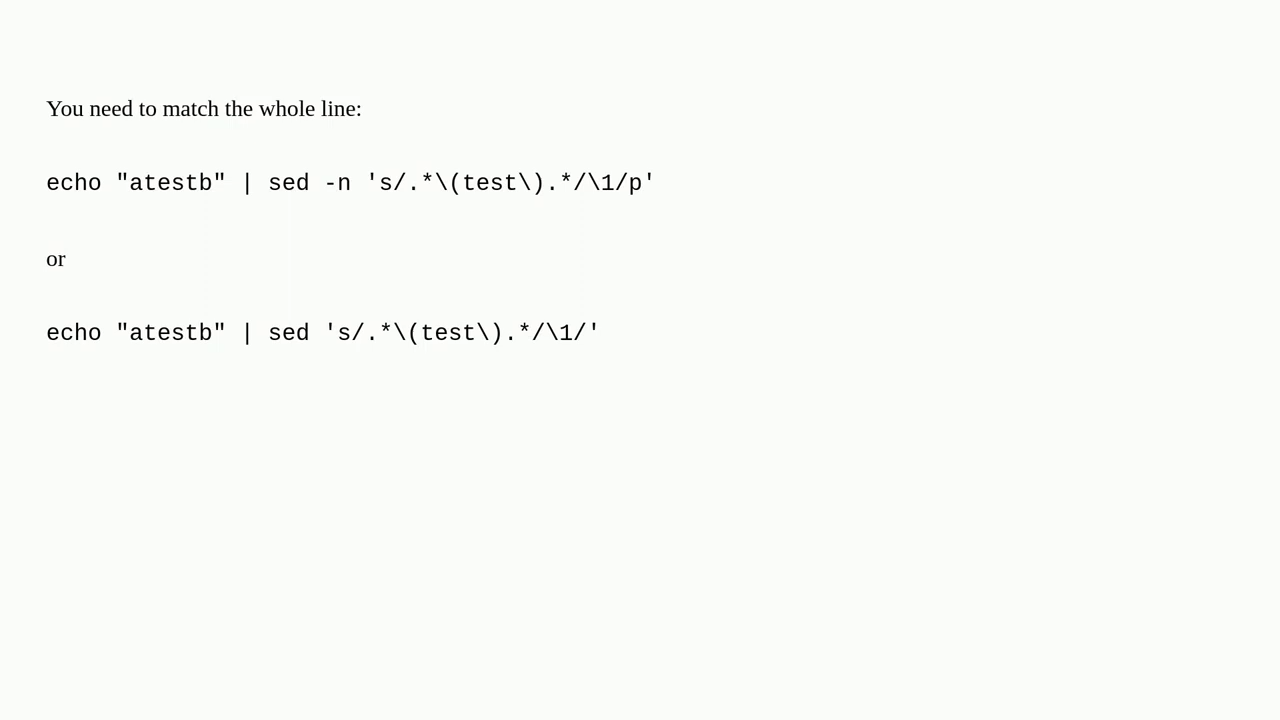 You need to match the whole line:
echo "atestb" | sed -n 's/.*\(test\).*/\1/p'
or
echo "atestb" | sed 's/.*\(test\).*/\1/'